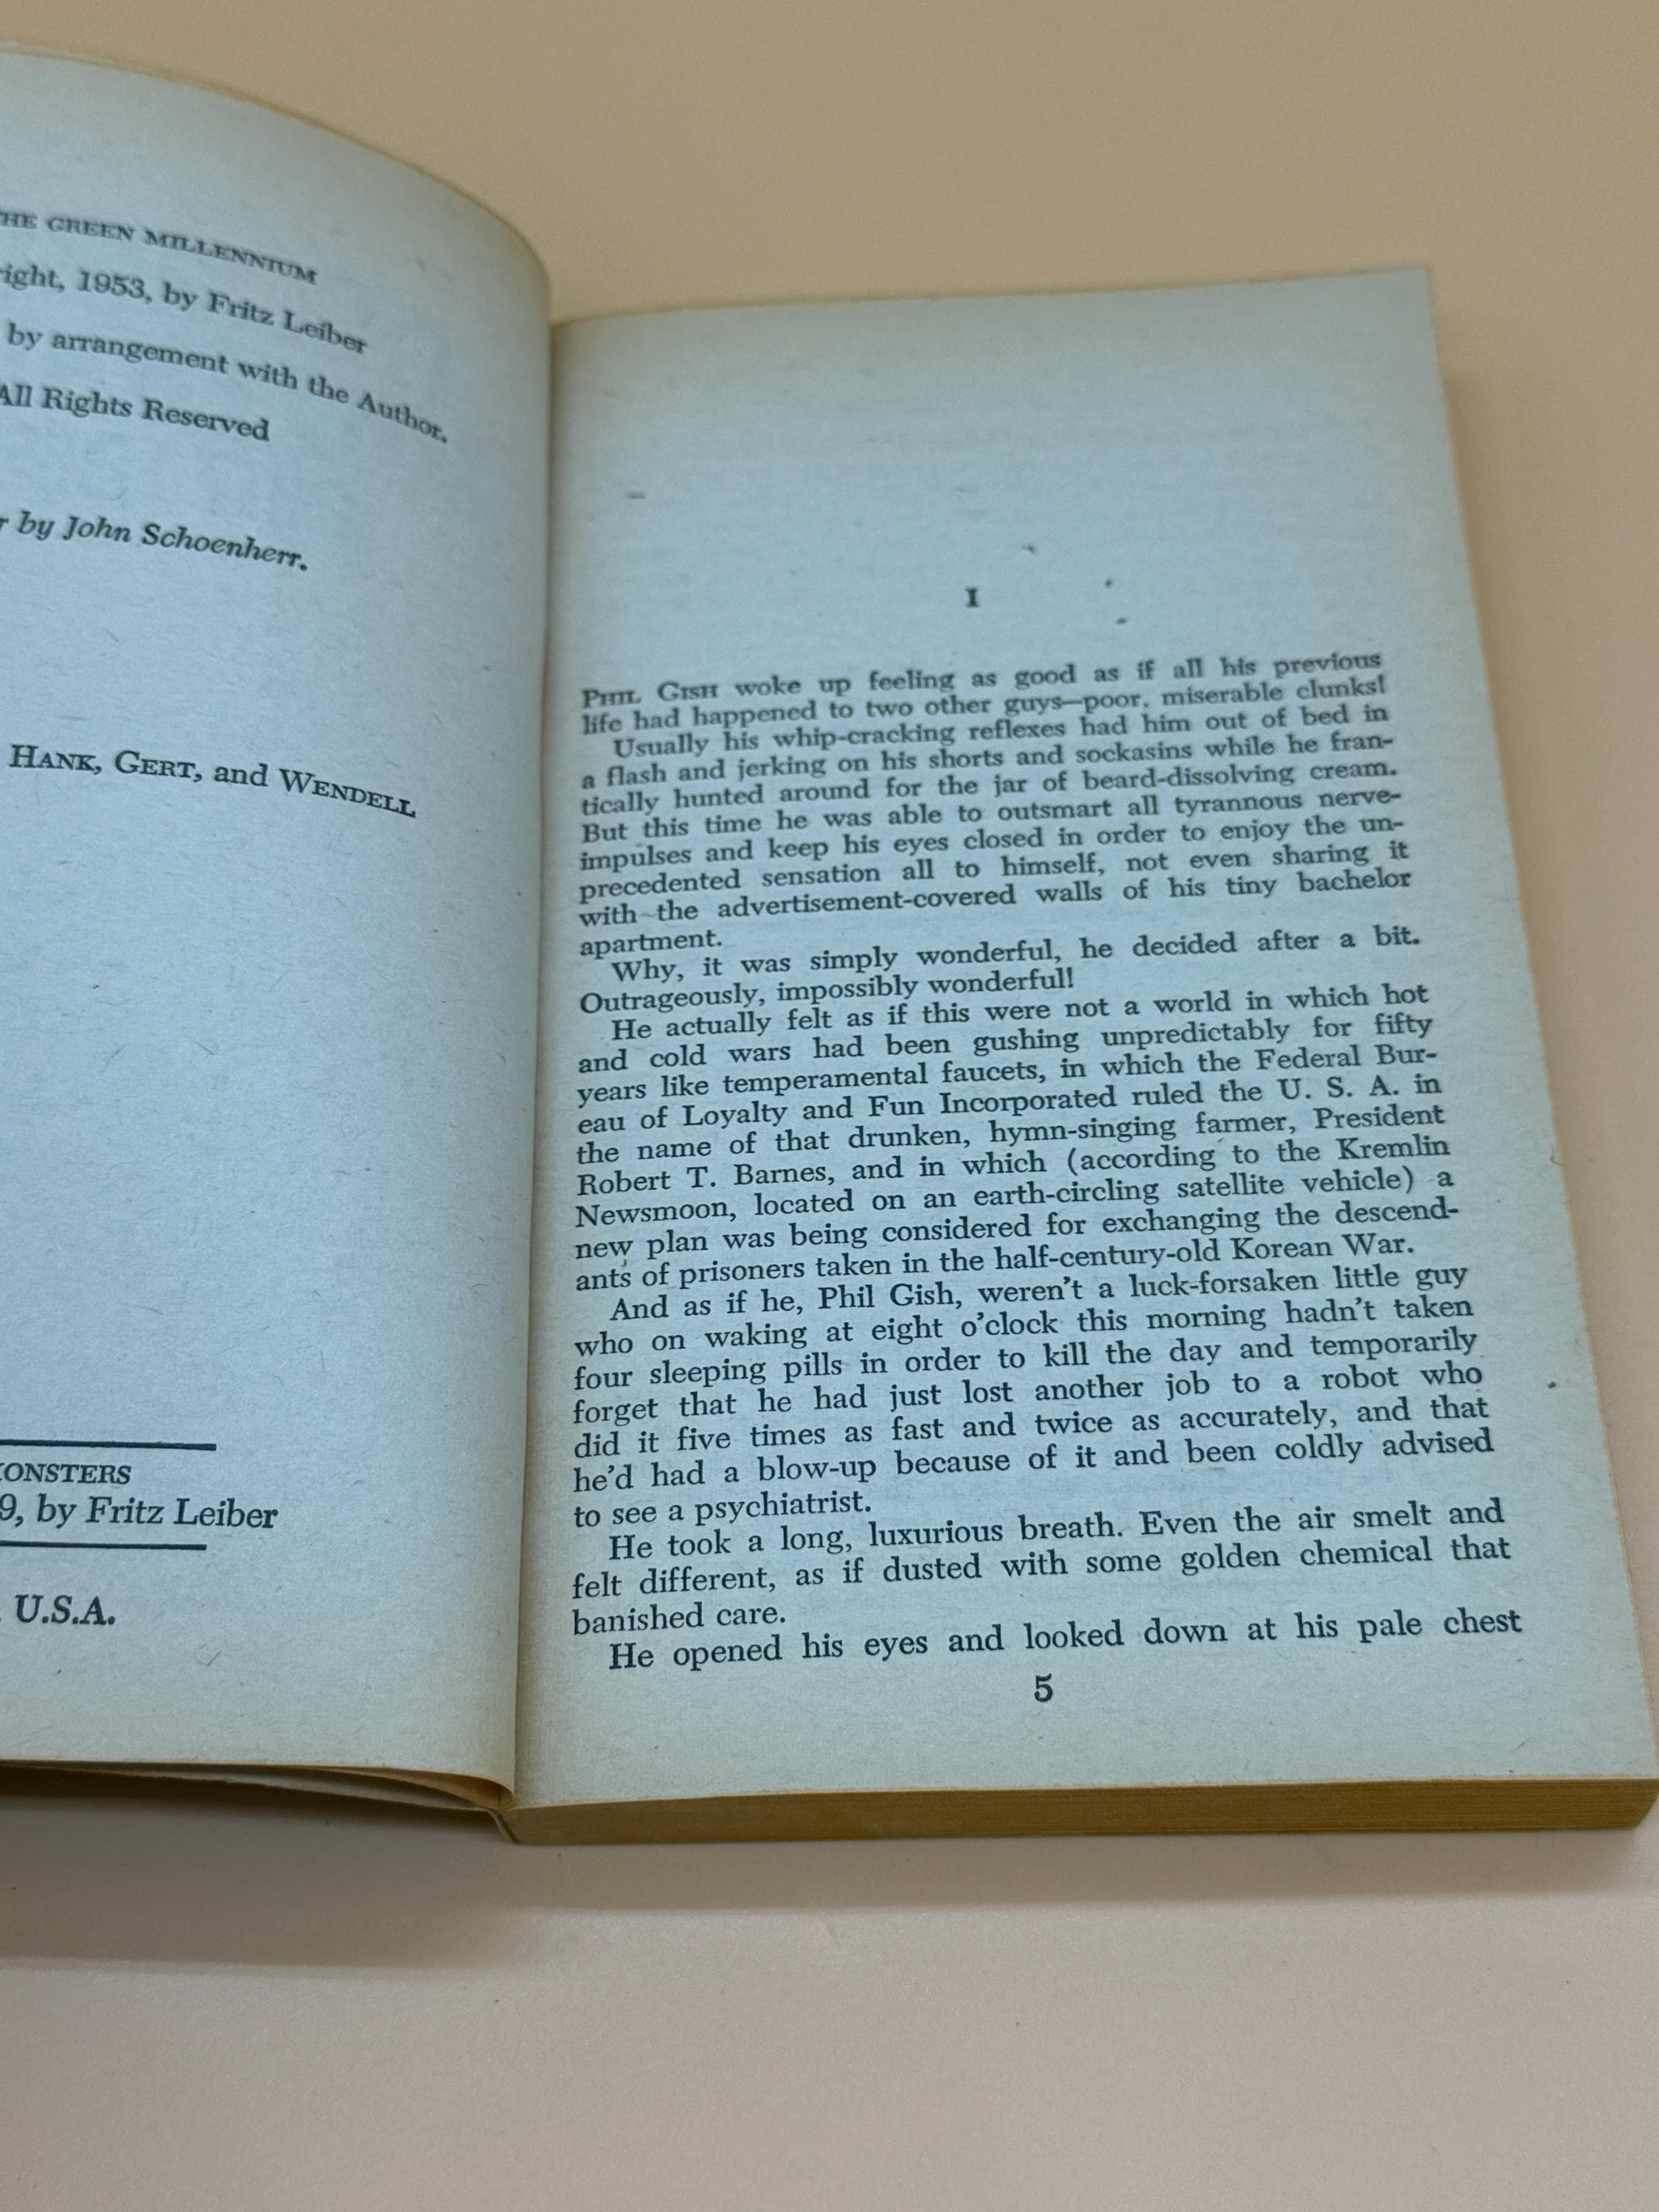 THE GREEN MILLENNIUM
right, 1953, by Fritz Leiber
by arrangement with the Author.
All Rights Reserved
by John Schoenherr.
HANK, GERT, and WENDELL
MONSTERS
9, by Fritz Leiber
U.S.A.
I
PHIL GISH woke up feeling as good as if all his previous
life had happened to two other guys—poor, miserable clunks!
Usually his whip-cracking reflexes had him out of bed in
a flash and jerking on his shorts and sockasins while he fran-
tically hunted around for the jar of beard-dissolving cream.
But this time he was able to outsmart all tyrannous nerve-
impulses and keep his eyes closed in order to enjoy the un-
precedented sensation all to himself, not even sharing it
with the advertisement-covered walls of his tiny bachelor
apartment.
Why, it was simply wonderful, he decided after a bit.
Outrageously, impossibly wonderful!
He actually felt as if this were not a world in which hot
and cold wars had been gushing unpredictably for fifty
years like temperamental faucets, in which the Federal Bur-
eau of Loyalty and Fun Incorporated ruled the U. S. A. in
the name of that drunken, hymn-singing farmer, President
Robert T. Barnes, and in which (according to the Kremlin
Newsmoon, located on an earth-circling satellite vehicle) a
new plan was being considered for exchanging the descend-
ants of prisoners taken in the half-century-old Korean War.
And as if he, Phil Gish, weren't a luck-forsaken little guy
who on waking at eight o'clock this morning hadn't taken
four sleeping pills in order to kill the day and temporarily
forget that he had just lost another job to a robot who
did it five times as fast and twice as accurately, and that
he'd had a blow-up because of it and been coldly advised
to see a psychiatrist.
He took a long, luxurious breath. Even the air smelt and
felt different, as if dusted with some golden chemical that
banished care.
He opened his eyes and looked down at his pale chest
5